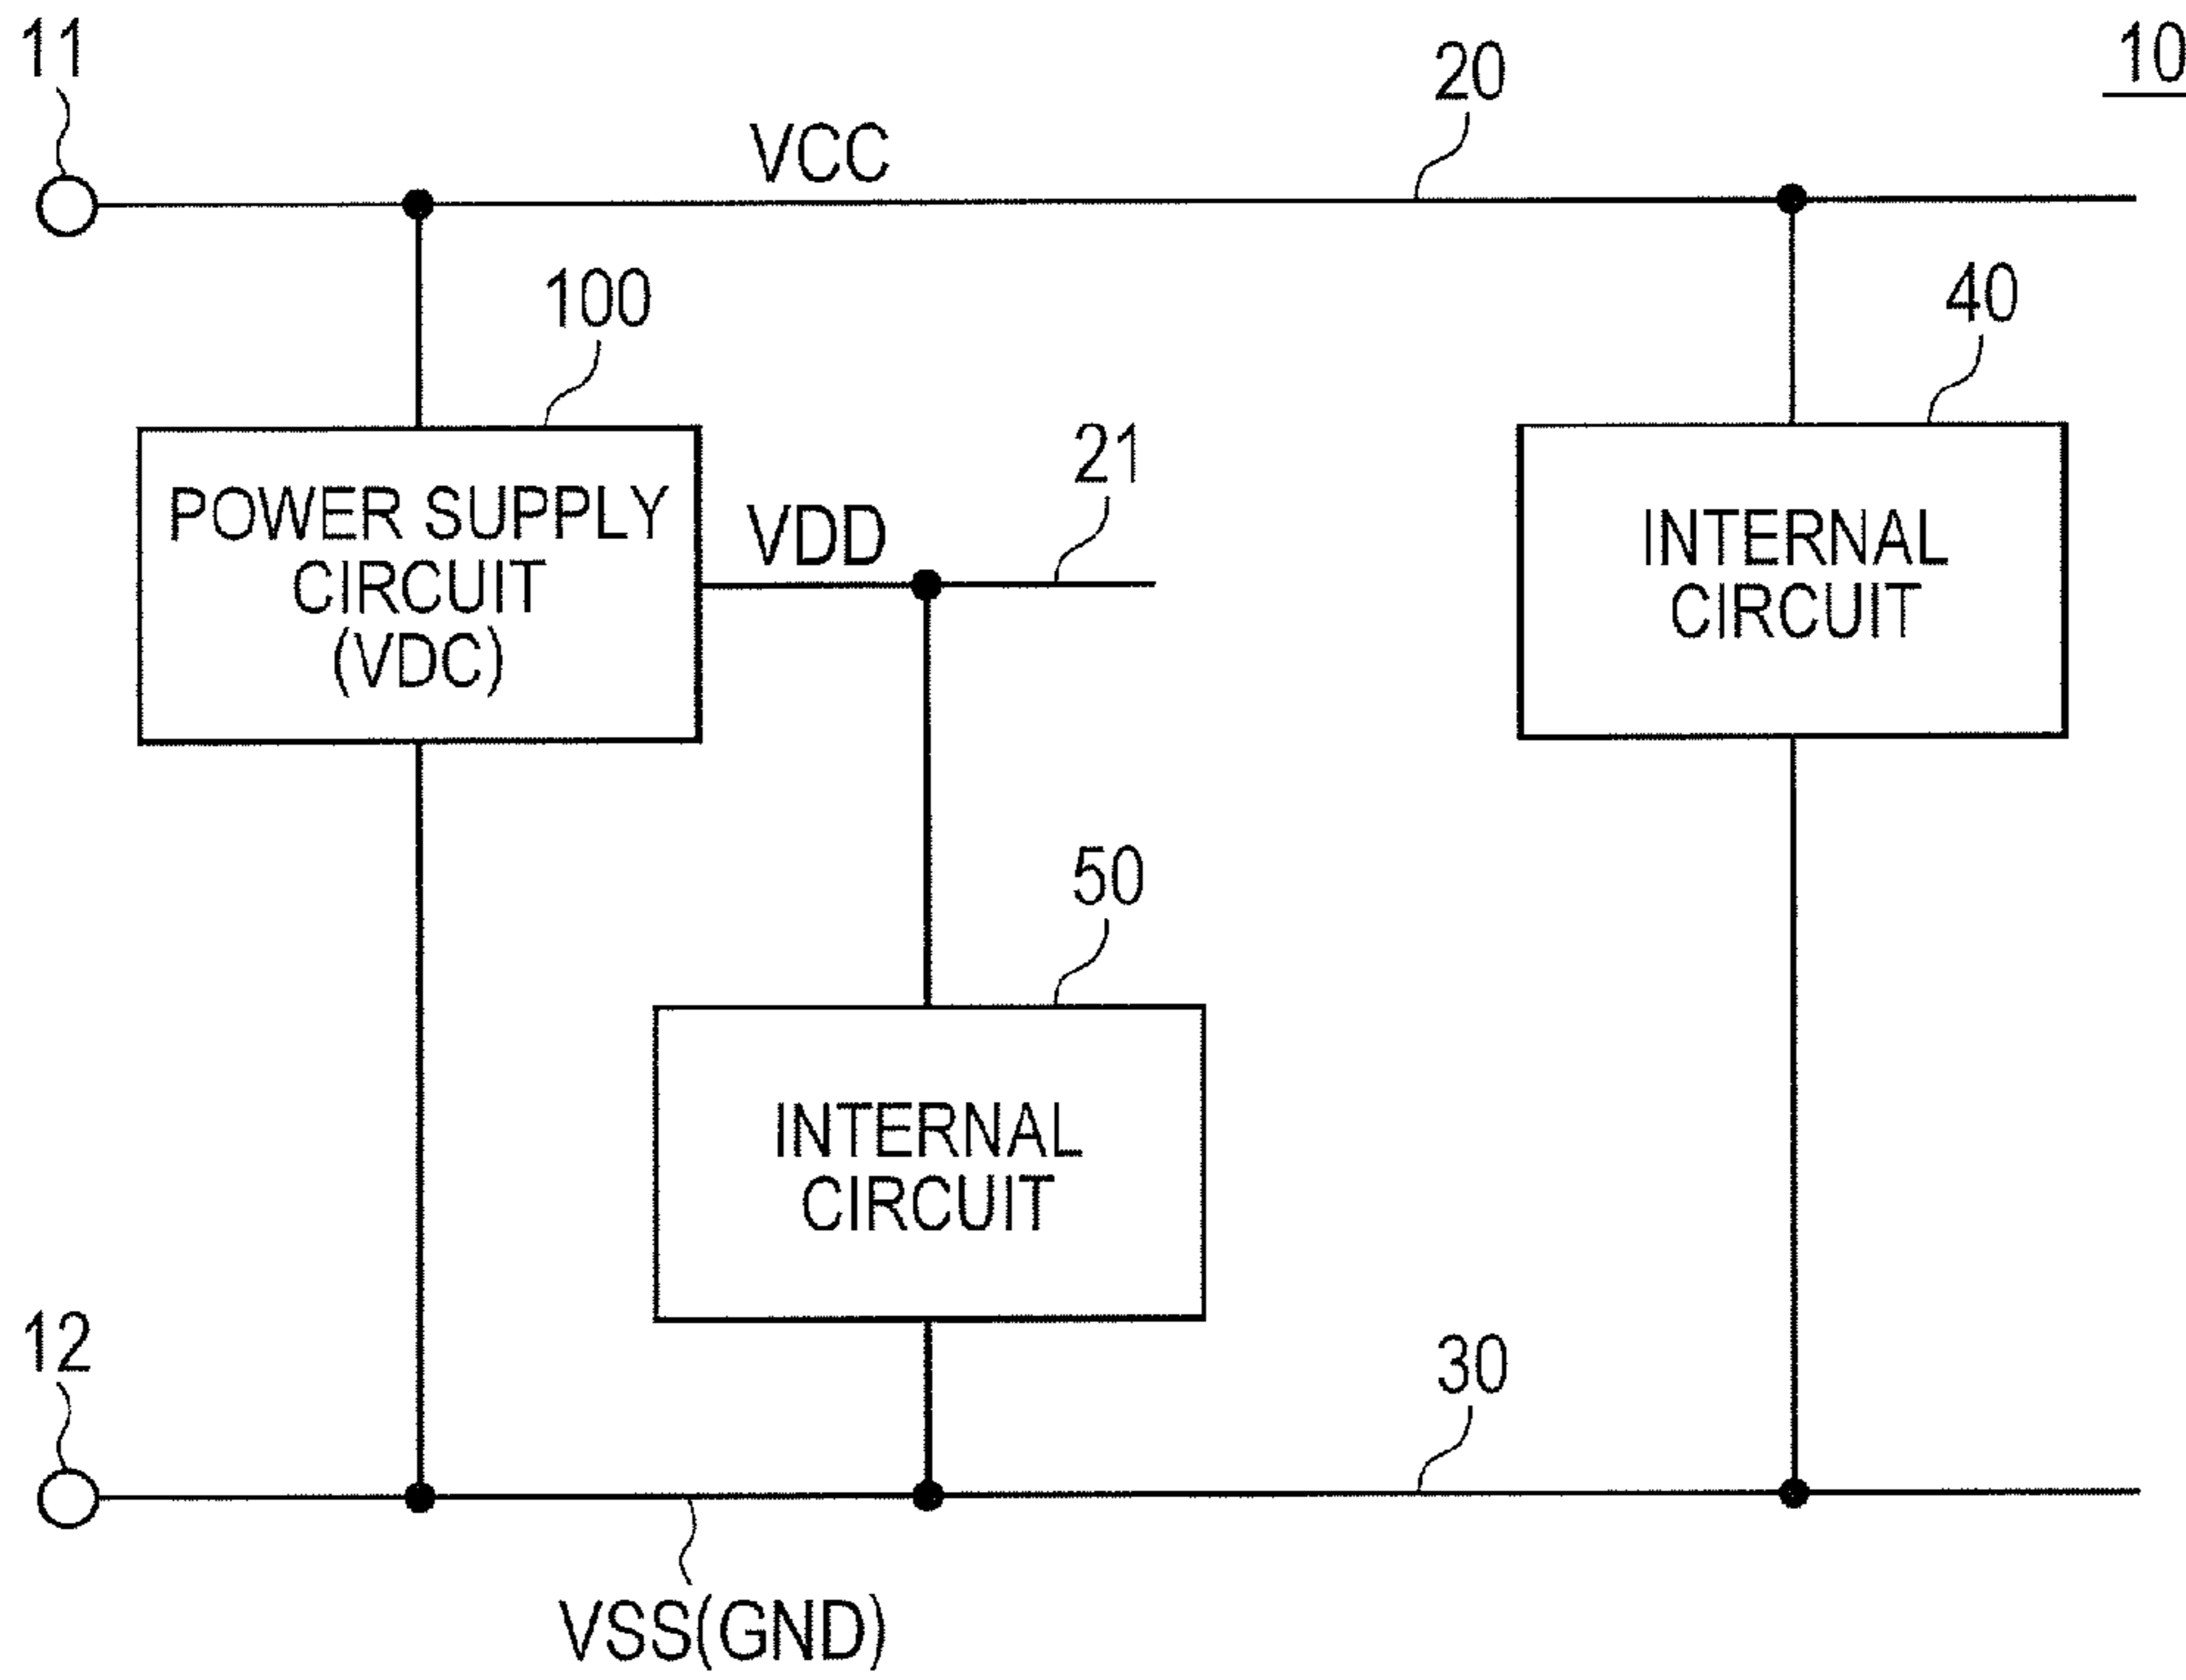 11
20
10
VCC
100
40
21
POWER SUPPLY
CIRCUIT
(VDC)
VDD
INTERNAL
CIRCUIT
50
INTERNAL
CIRCUIT
12
30
VSS(GND)